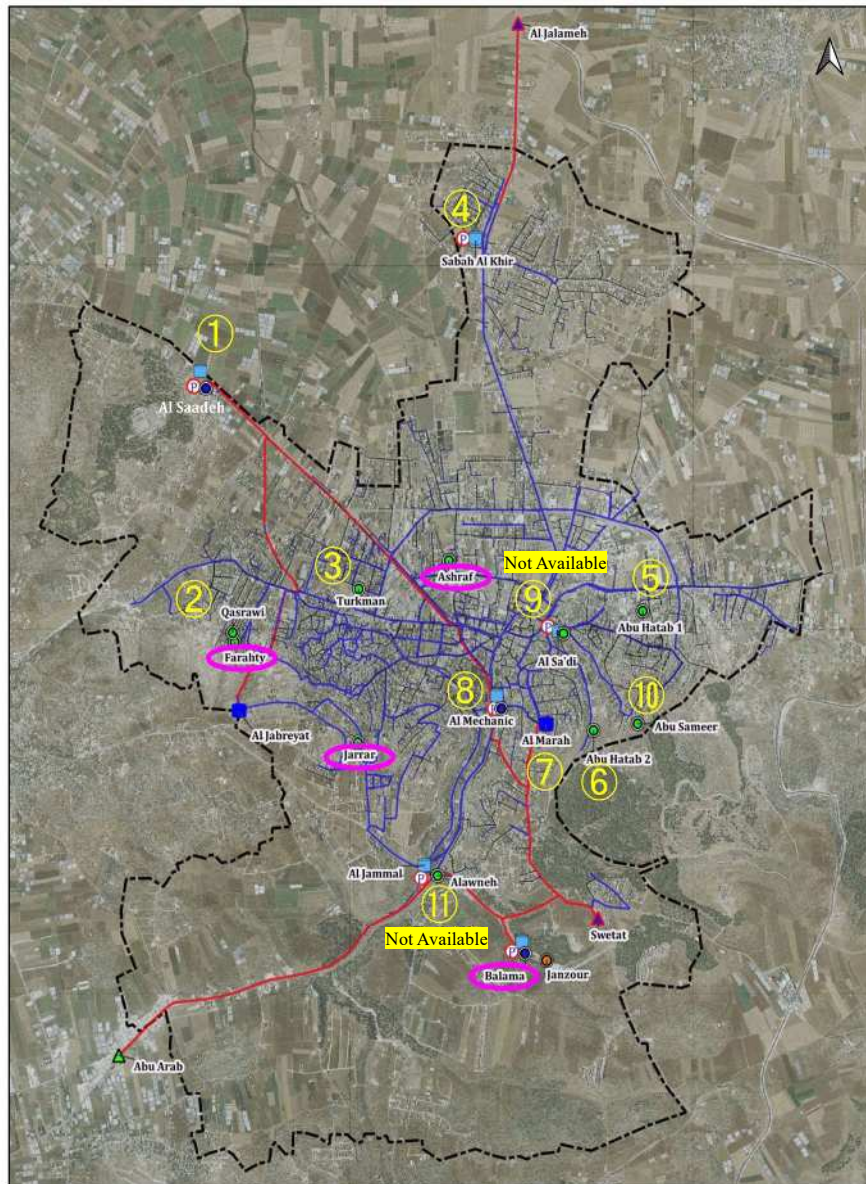 Al Jalameh
④
P
Sabah Al Khir
①
P
Al Saadeh
③
Ashraf
Not Available
⑤
Turkman
⑨
②
Qasrawi
Abu Hatab 1
P
Farahty
Al Sa'di
⑧
⑩
Al Jabreyat
Al Mechanic
Al Marah
Abu Sameer
Jarrar
Abu Hatab 2
⑦
⑥
Al Jammal
P
Alawneh
⑪
Not Available
Swetat
P
Balama
Janzour
Abu Arab